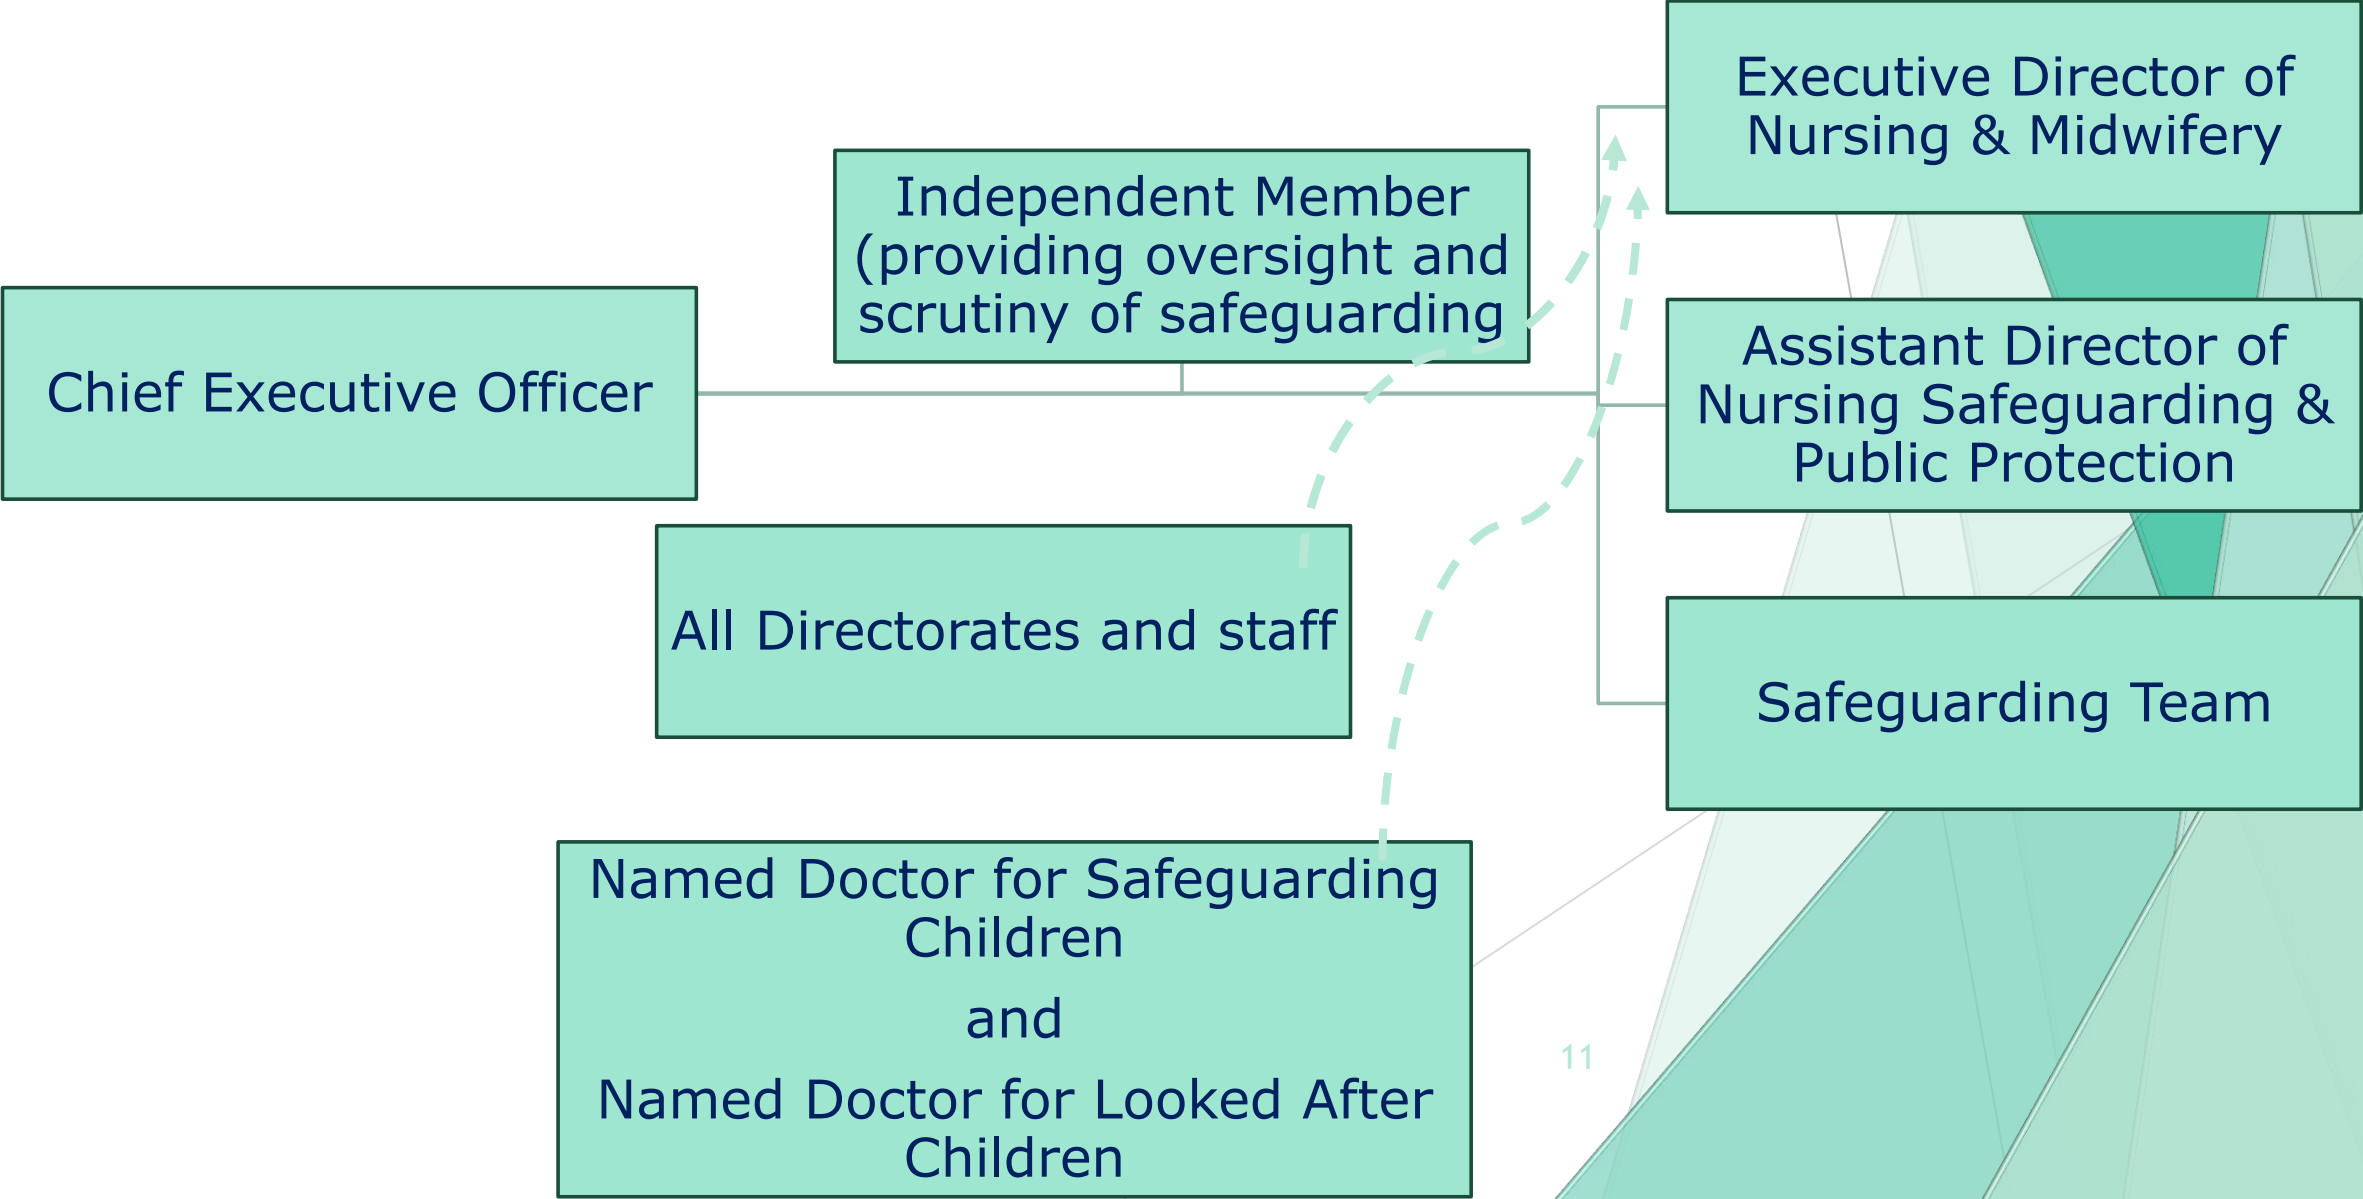 Chief Executive Officer
Independent Member
(providing oversight and
scrutiny of safeguarding
Executive Director of
Nursing & Midwifery
Assistant Director of
Nursing Safeguarding &
Public Protection
Safeguarding Team
All Directorates and staff
Named Doctor for Safeguarding
Children
and
Named Doctor for Looked After
Children
11